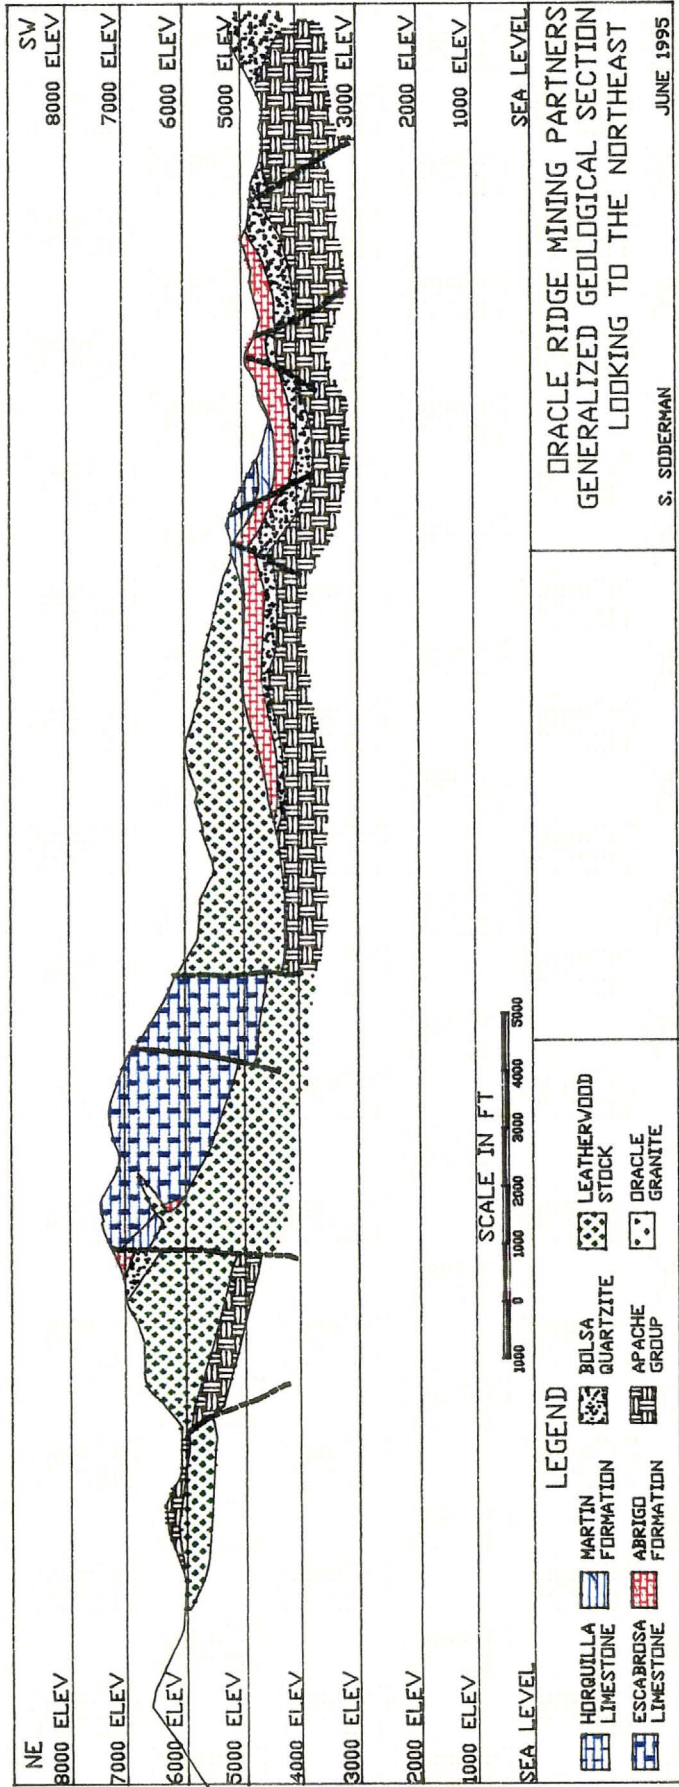 NE
SW
8000 ELEV
8000 ELEV
7000 ELEV
7000 ELEV
6000 ELEV
6000 ELEV
5000 ELEV
5000 ELEV
4000 ELEV
3000 ELEV
3000 ELEV
2000 ELEV
2000 ELEV
1000 ELEV
1000 ELEV
SEA LEVEL
SEA LEVEL
SCALE IN FT
1000 0 1000 2000 3000 4000 5000
LEGEND
HORQUILLA
LIMESTONE
MARTIN
FORMATION
BOLSA
QUARTZITE
LEATHERWOOD
STOCK
ESCABROSA
LIMESTONE
ABRIGO
FORMATION
APACHE
GROUP
ORACLE
GRANITE
ORACLE RIDGE MINING PARTNERS
GENERALIZED GEOLOGICAL SECTION
LOOKING TO THE NORTHEAST
S. SODERMAN
JUNE 1995